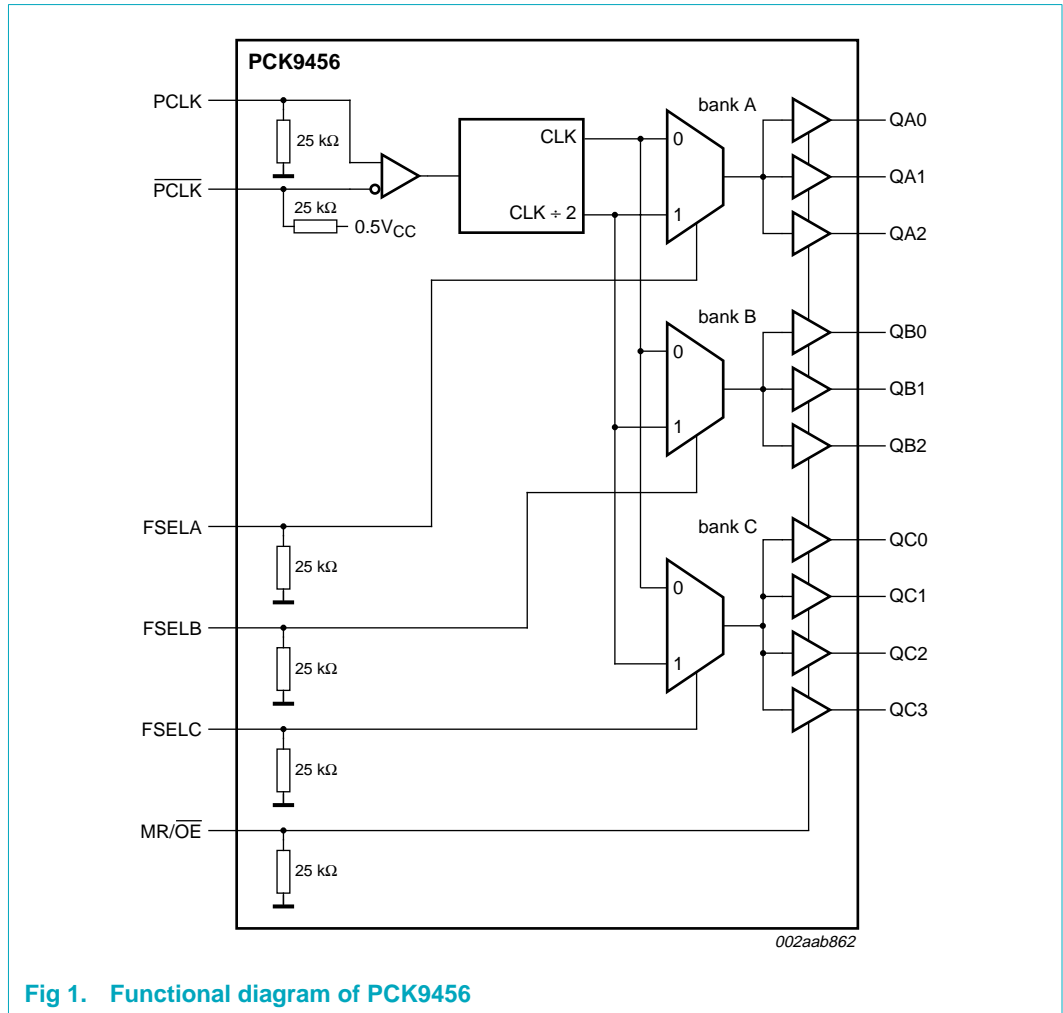 PCK9456
PCLK
25 kΩ
PCLK
25 kΩ
0.5VCC
CLK
CLK ÷ 2
bank A
0
1
QA0
QA1
QA2
bank B
0
1
QB0
QB1
QB2
bank C
0
1
QC0
QC1
QC2
QC3
FSELA
25 kΩ
FSELB
25 kΩ
FSELC
25 kΩ
MR/OE
25 kΩ
002aab862
Fig 1. Functional diagram of PCK9456